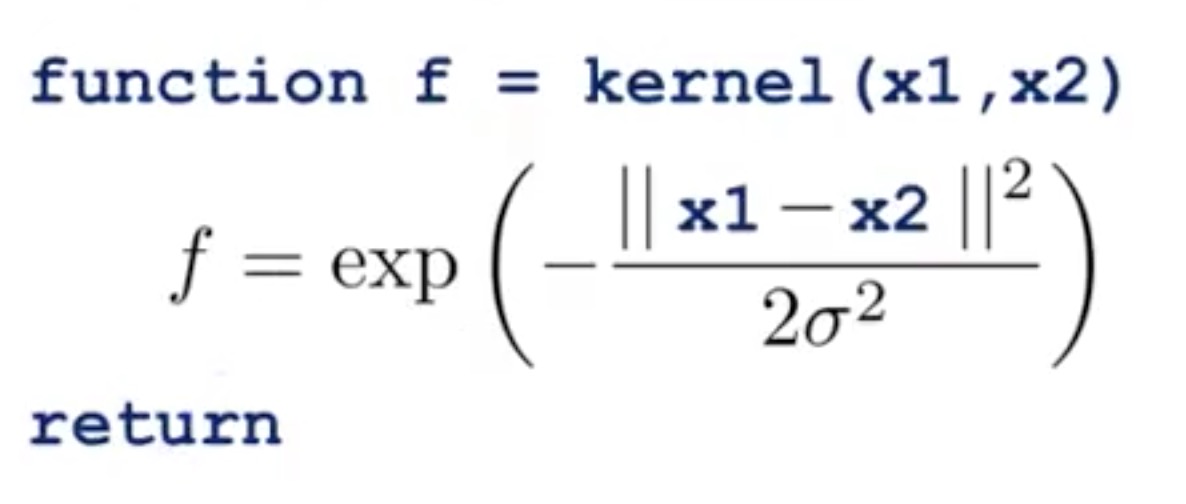 function f = kernel(x1,x2)
f = exp(-||x1-x2||²/2σ²)
return